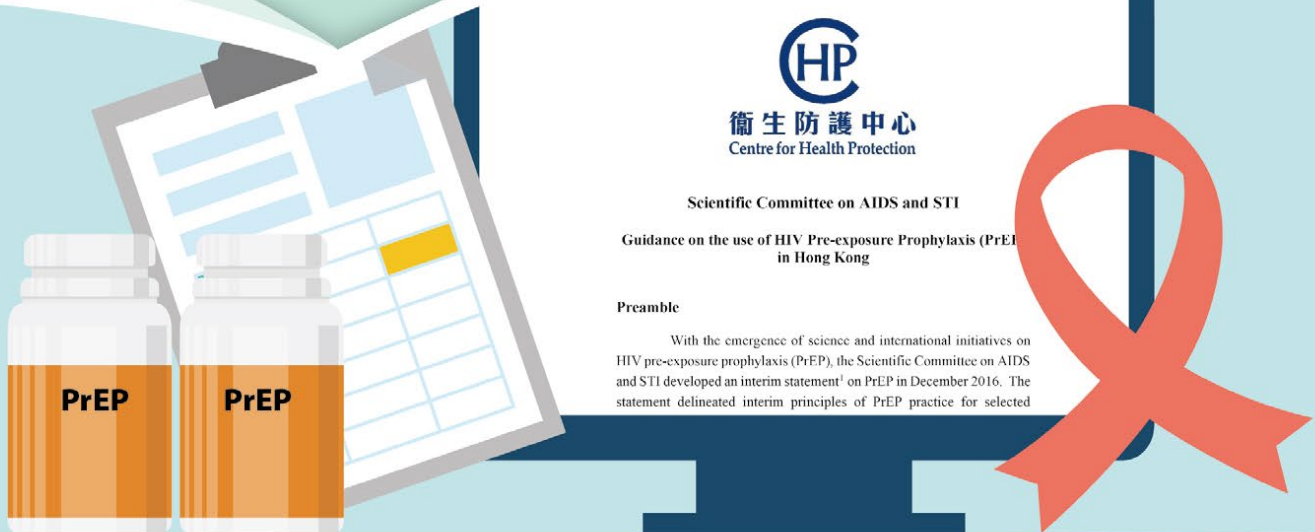 CHP
衞生防護中心
Centre for Health Protection
Scientific Committee on AIDS and STI
Guidance on the use of HIV Pre-exposure Prophylaxis (PrEP
in Hong Kong
Preamble
With the emergence of science and international initiatives on
HIV pre-exposure prophylaxis (PrEP), the Scientific Committee on AIDS
and STI developed an interim statement¹ on PrEP in December 2016. The
statement delineated interim principles of PrEP practice for selected
PrEP
PrEP